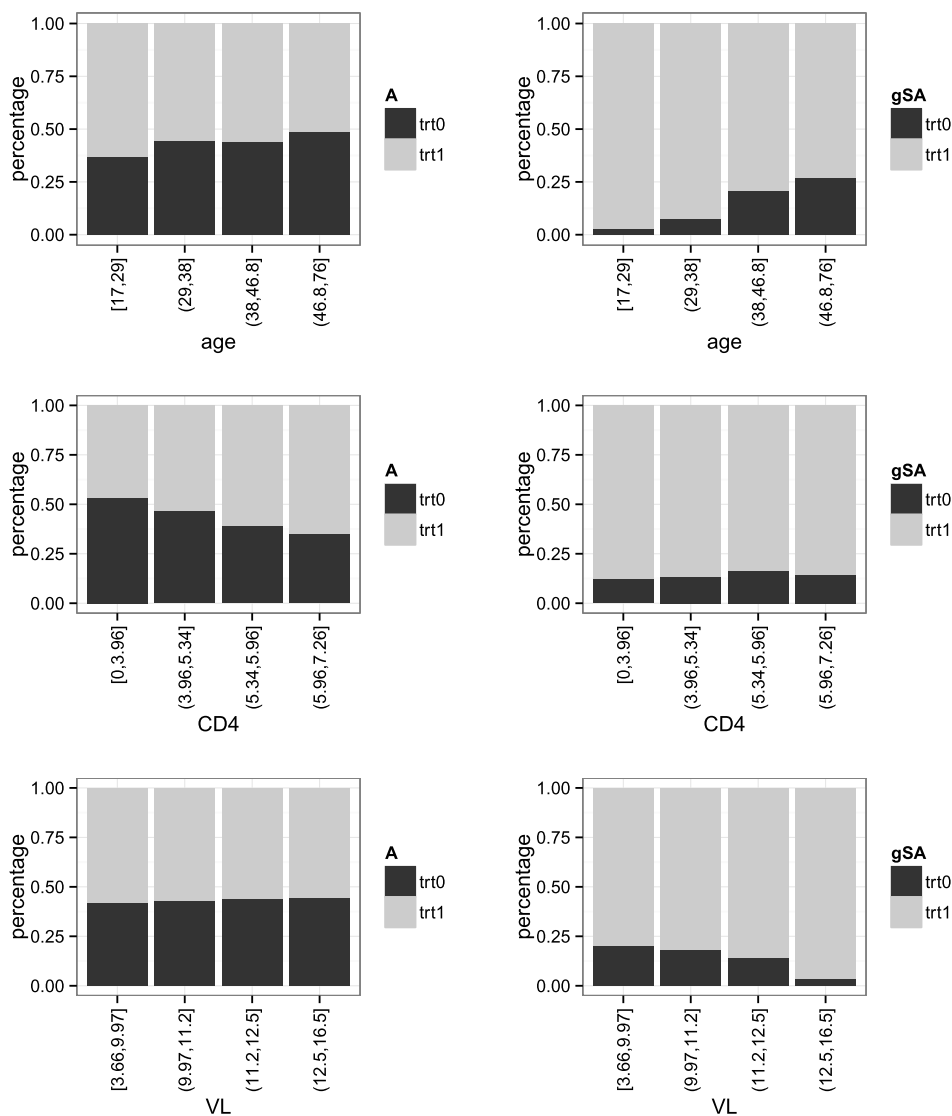 1.00
0.75
0.50
0.25
0.00
percentage
[17,29]
(29,38]
(38,46.8]
(46.8,76]
age
A
trt0
trt1
1.00
0.75
0.50
0.25
0.00
percentage
[17,29]
(29,38]
(38,46.8]
(46.8,76]
age
gSA
trt0
trt1
1.00
0.75
0.50
0.25
0.00
percentage
[0,3.96]
(3.96,5.34]
(5.34,5.96]
(5.96,7.26]
CD4
A
trt0
trt1
1.00
0.75
0.50
0.25
0.00
percentage
[0,3.96]
(3.96,5.34]
(5.34,5.96]
(5.96,7.26]
CD4
gSA
trt0
trt1
1.00
0.75
0.50
0.25
0.00
percentage
[3.66,9.97]
(9.97,11.2]
(11.2,12.5]
(12.5,16.5]
VL
A
trt0
trt1
1.00
0.75
0.50
0.25
0.00
percentage
[3.66,9.97]
(9.97,11.2]
(11.2,12.5]
(12.5,16.5]
VL
gSA
trt0
trt1